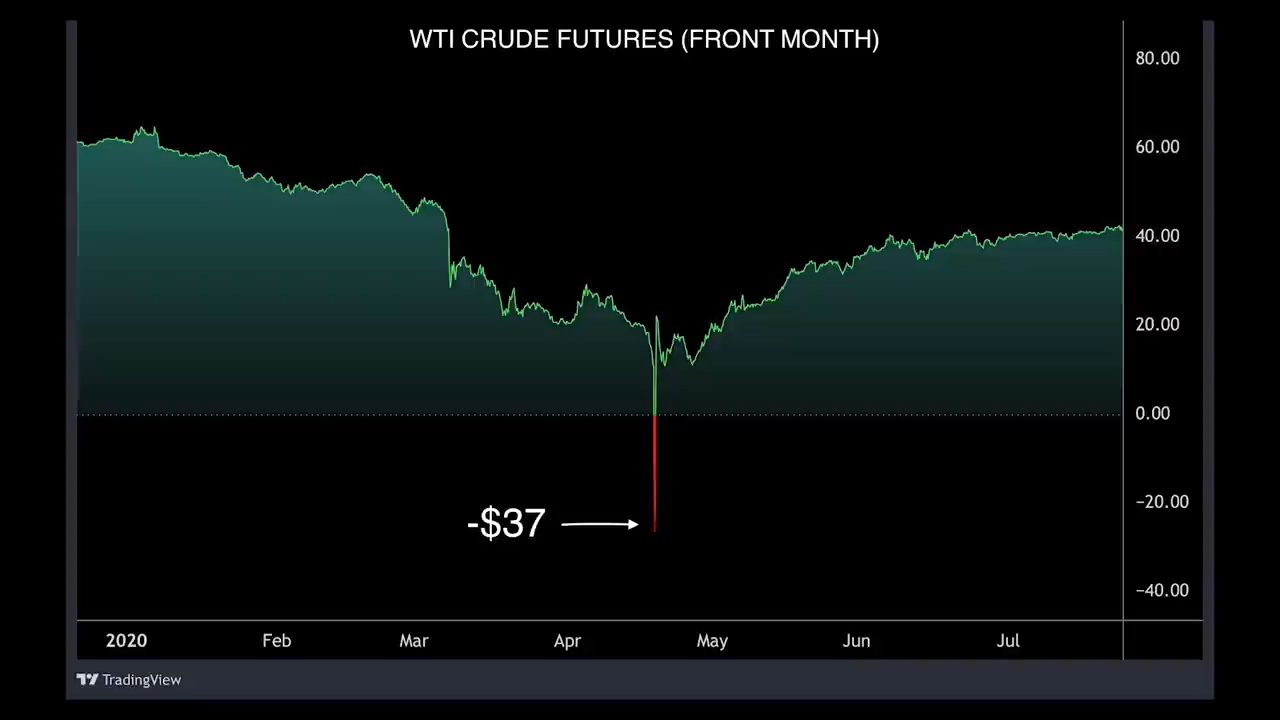 WTI CRUDE FUTURES (FRONT MONTH)
80.00
60.00
40.00
20.00
0.00
−20.00
−40.00
-$37
2020 Feb Mar Apr May Jun Jul
TradingView